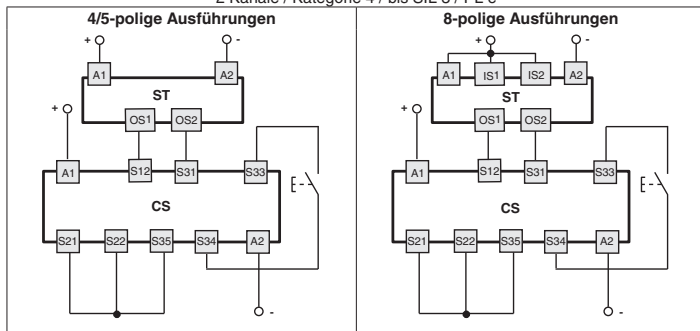 2 Kanäle / Kategorie 4 / bis SIL 3 / PL e
4/5-polige Ausführungen
+ -
A1 A2
ST
OS1 OS2
+
A1 S12 S31 S33
CS
S21 S22 S35 S34 A2
-
8-polige Ausführungen
+ -
A1 IS1 IS2 A2
ST
OS1 OS2
+
A1 S12 S31 S33
CS
S21 S22 S35 S34 A2
-